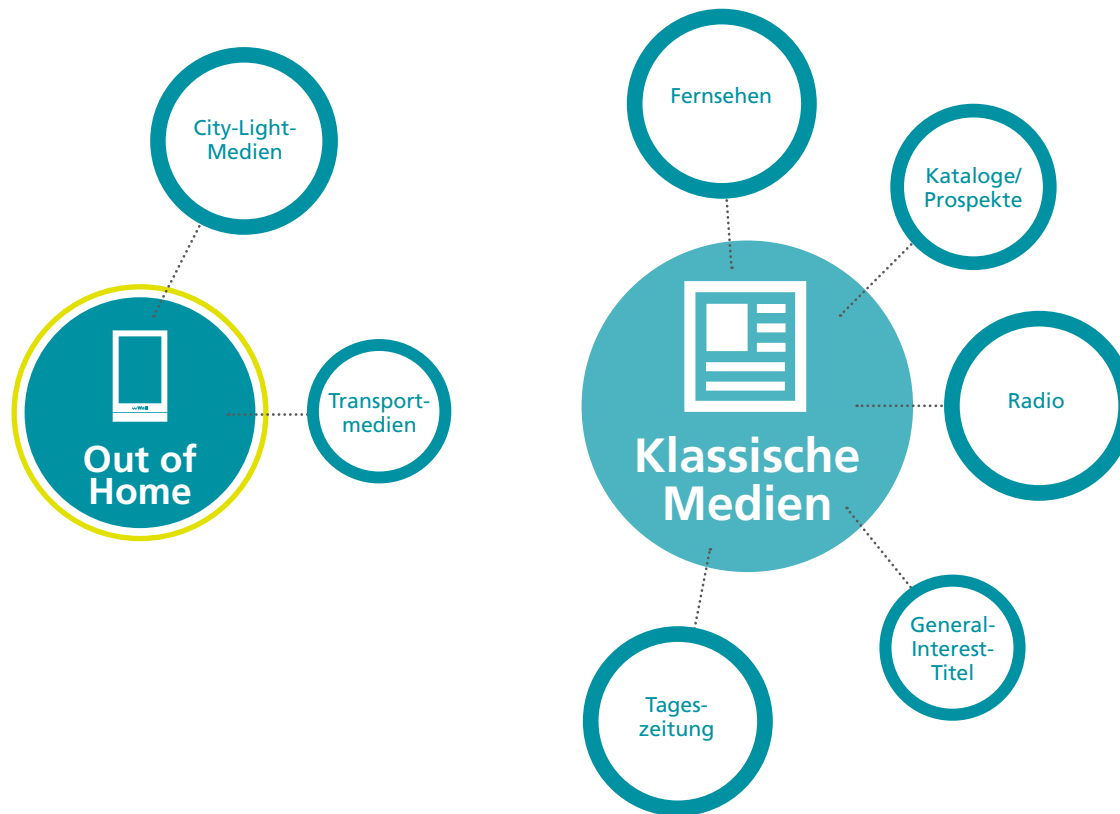 City-Light-
Medien
Out of
Home
Transport-
medien
Fernsehen
Kataloge/
Prospekte
Klassische
Medien
Radio
General-
Interest-
Titel
Tages-
zeitung